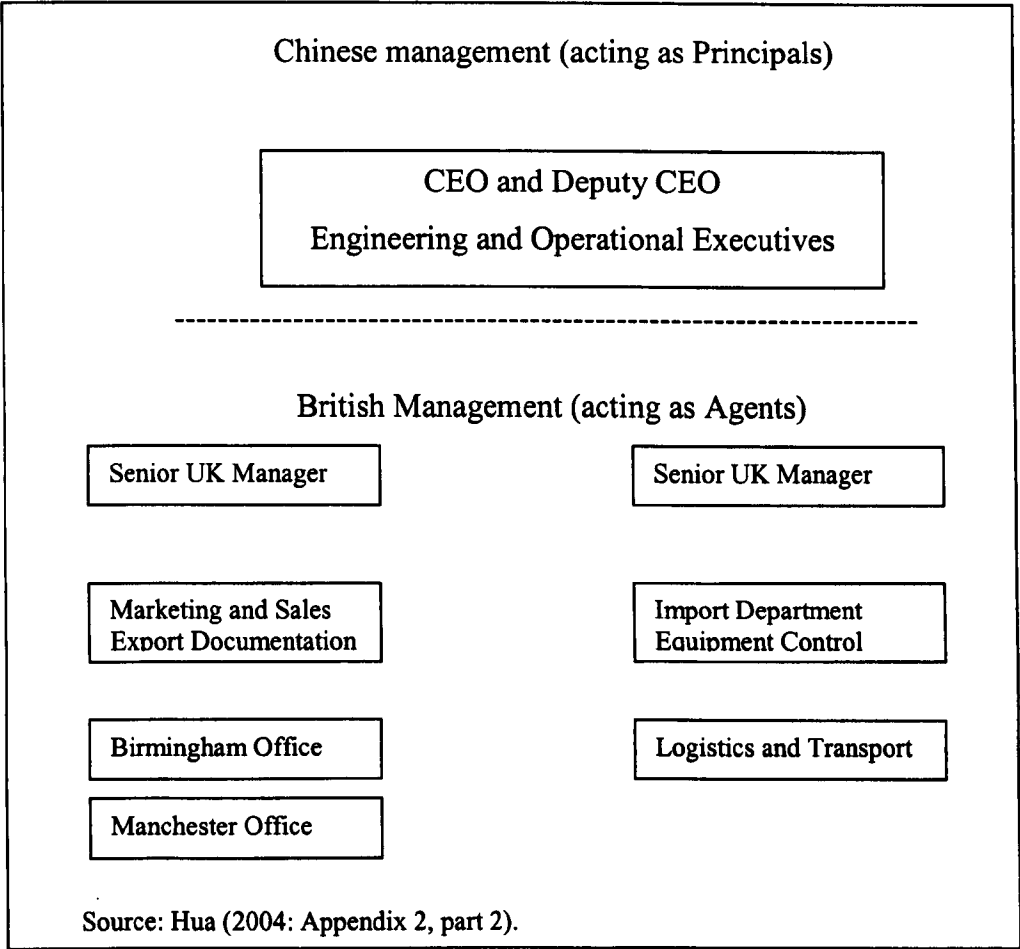 Chinese management (acting as Principals)
CEO and Deputy CEO
Engineering and Operational Executives
British Management (acting as Agents)
Senior UK Manager
Senior UK Manager
Marketing and Sales
Export Documentation
Import Department
Equipment Control
Birmingham Office
Logistics and Transport
Manchester Office
Source: Hua (2004: Appendix 2, part 2).